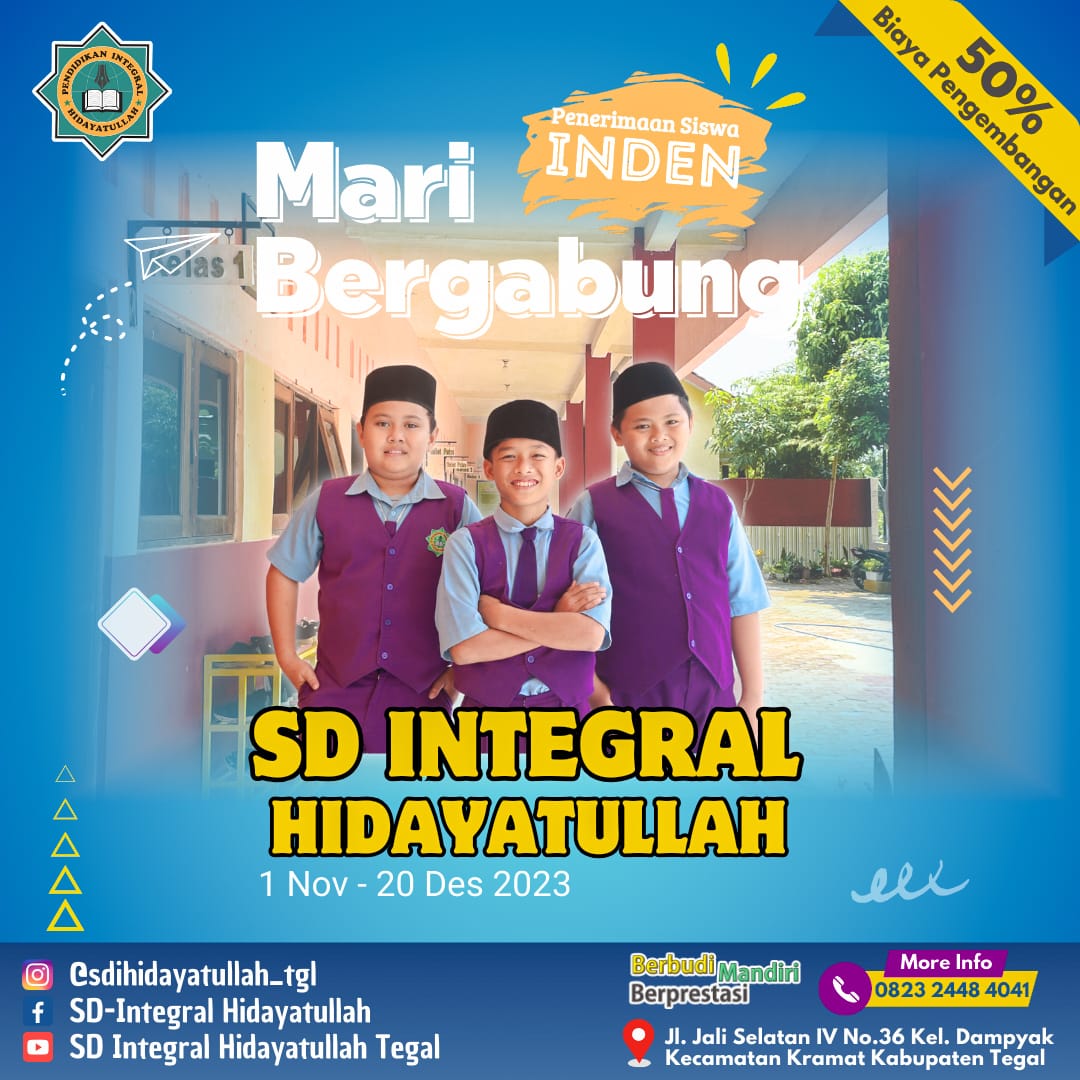 PENDIDIKAN INTEGRAL
HIDAYATULLAH
50%
Biaya Pengembangan
Penerimaan Siswa
INDEN
Mari
Bergabung
elas 1
SD INTEGRAL
HIDAYATULLAH
1 Nov - 20 Des 2023
@sdihidayatullah_tgl
SD-Integral Hidayatullah
SD Integral Hidayatullah Tegal
Berbudi Mandiri
Berprestasi
More Info
0823 2448 4041
Jl. Jali Selatan IV No.36 Kel. Dampyak
Kecamatan Kramat Kabupaten Tegal